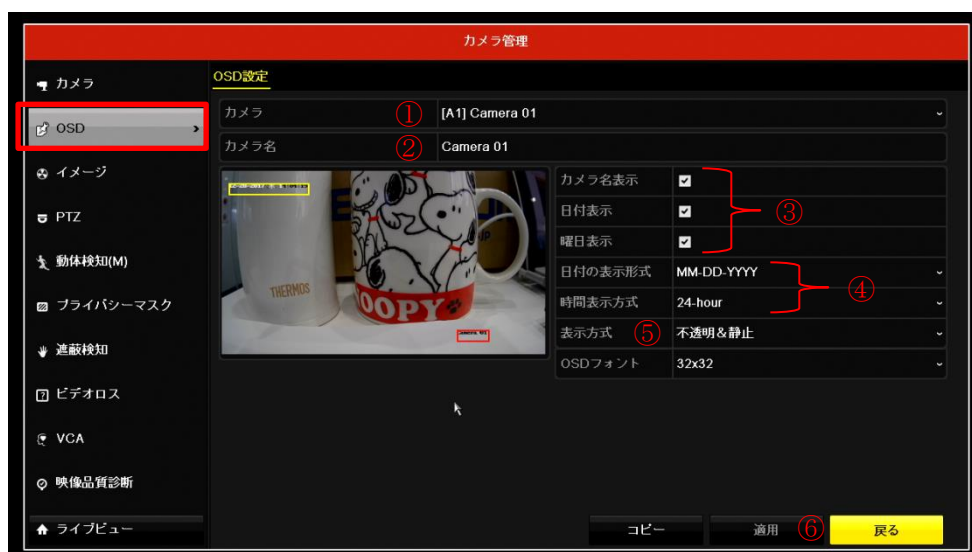 カメラ管理
カメラ
OSD ›
イメージ
PTZ
動体検知(M)
プライバシーマスク
遮蔽検知
ビデオロス
VCA
映像品質診断
ライブビュー
OSD設定
カメラ ① [A1] Camera 01
カメラ名 ② Camera 01
THERMOS
OOPY
カメラ名表示
日付表示
曜日表示
③
日付の表示形式 MM-DD-YYYY
時間表示方式 24-hour
④
表示方式 ⑤ 不透明&静止
OSDフォント 32x32
コピー
適用 ⑥
戻る